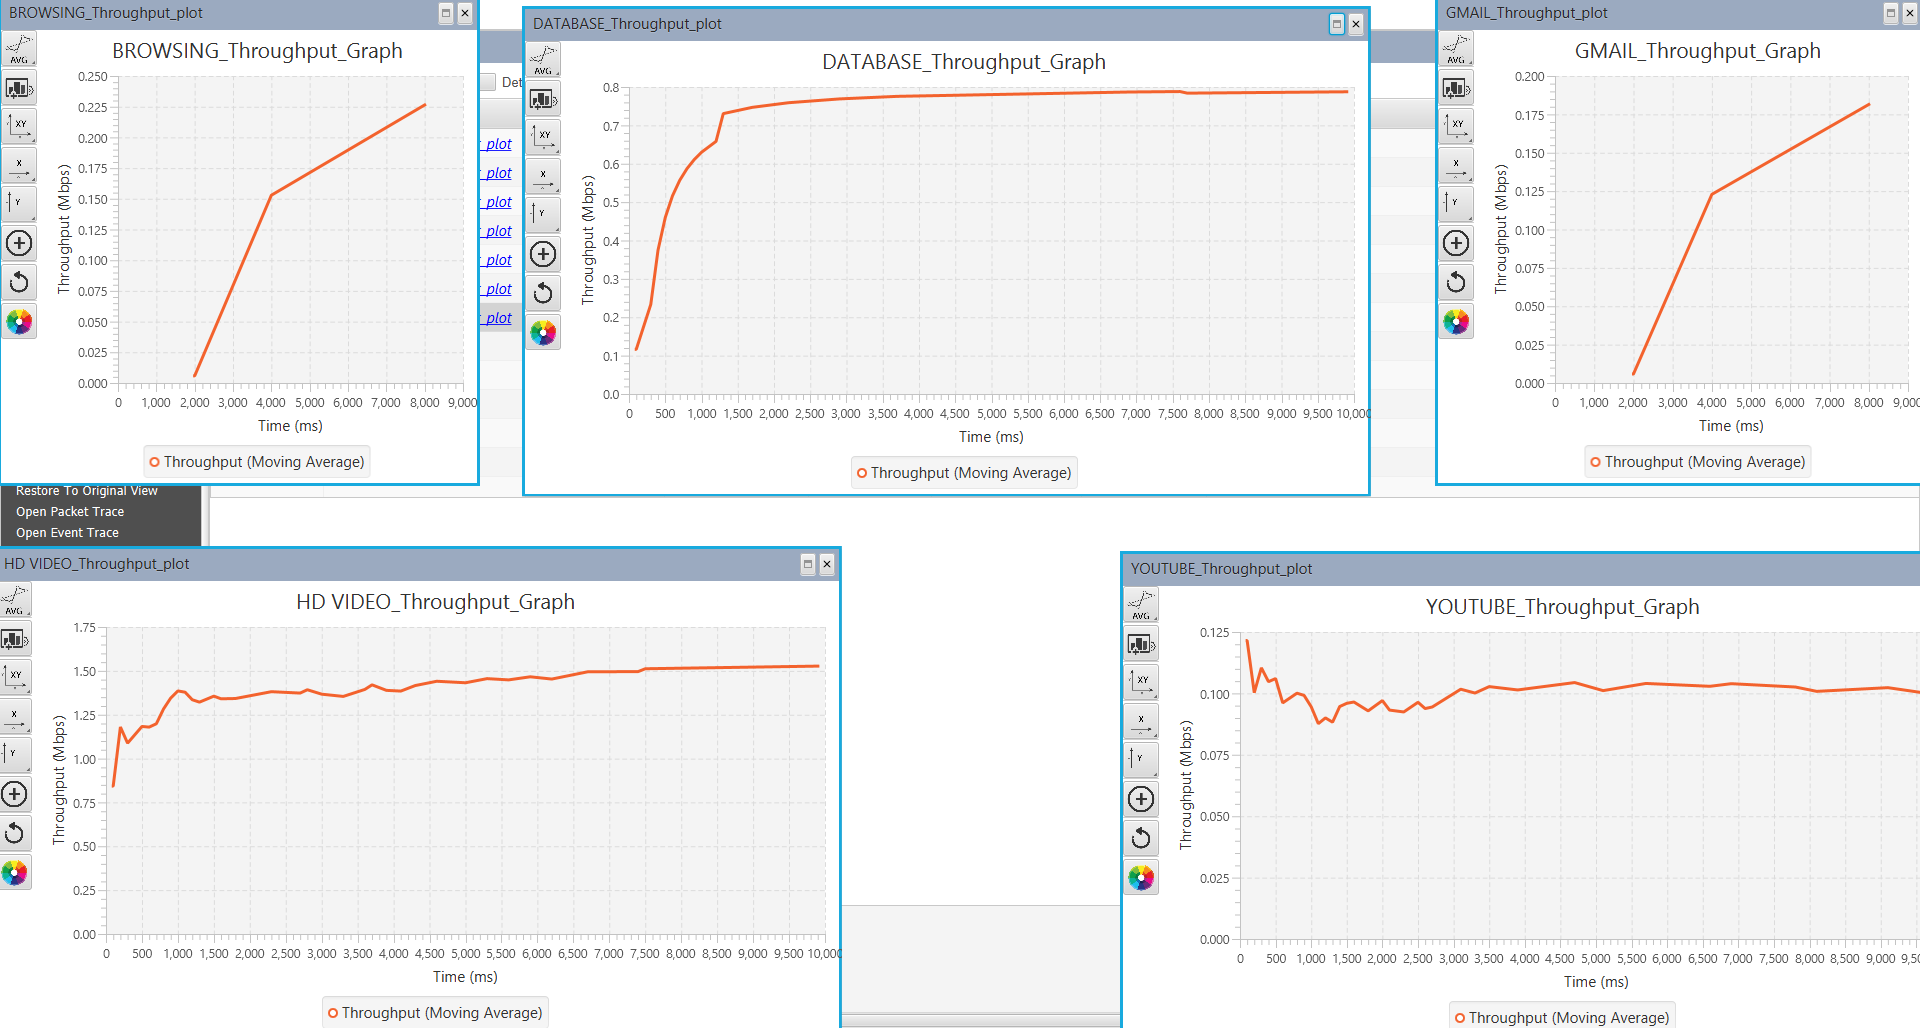 BROWSING_Throughput_plot
BROWSING_Throughput_Graph
AVG
XY
X
Y
Throughput (Mbps)
0.250
0.225
0.200
0.175
0.150
0.125
0.100
0.075
0.050
0.025
0.000
0 1,000 2,000 3,000 4,000 5,000 6,000 7,000 8,000 9,000
Time (ms)
Throughput (Moving Average)
Det
plot
plot
plot
plot
plot
plot
plot
DATABASE_Throughput_plot
DATABASE_Throughput_Graph
AVG
XY
X
Y
Throughput (Mbps)
0.8
0.7
0.6
0.5
0.4
0.3
0.2
0.1
0.0
0 500 1,000 1,500 2,000 2,500 3,000 3,500 4,000 4,500 5,000 5,500 6,000 6,500 7,000 7,500 8,000 8,500 9,000 9,500 10,000
Time (ms)
Throughput (Moving Average)
GMAIL_Throughput_plot
GMAIL_Throughput_Graph
AVG
XY
X
Y
Throughput (Mbps)
0.200
0.175
0.150
0.125
0.100
0.075
0.050
0.025
0.000
0 1,000 2,000 3,000 4,000 5,000 6,000 7,000 8,000 9,000
Time (ms)
Throughput (Moving Average)
Restore To Original View
Open Packet Trace
Open Event Trace
HD VIDEO_Throughput_plot
HD VIDEO_Throughput_Graph
AVG
XY
X
Y
Throughput (Mbps)
1.75
1.50
1.25
1.00
0.75
0.50
0.25
0.00
0 500 1,000 1,500 2,000 2,500 3,000 3,500 4,000 4,500 5,000 5,500 6,000 6,500 7,000 7,500 8,000 8,500 9,000 9,500 10,000
Time (ms)
Throughput (Moving Average)
YOUTUBE_Throughput_plot
YOUTUBE_Throughput_Graph
AVG
XY
X
Y
Throughput (Mbps)
0.125
0.100
0.075
0.050
0.025
0.000
0 500 1,000 1,500 2,000 2,500 3,000 3,500 4,000 4,500 5,000 5,500 6,000 6,500 7,000 7,500 8,000 8,500 9,000 9,5
Time (ms)
Throughput (Moving Average)